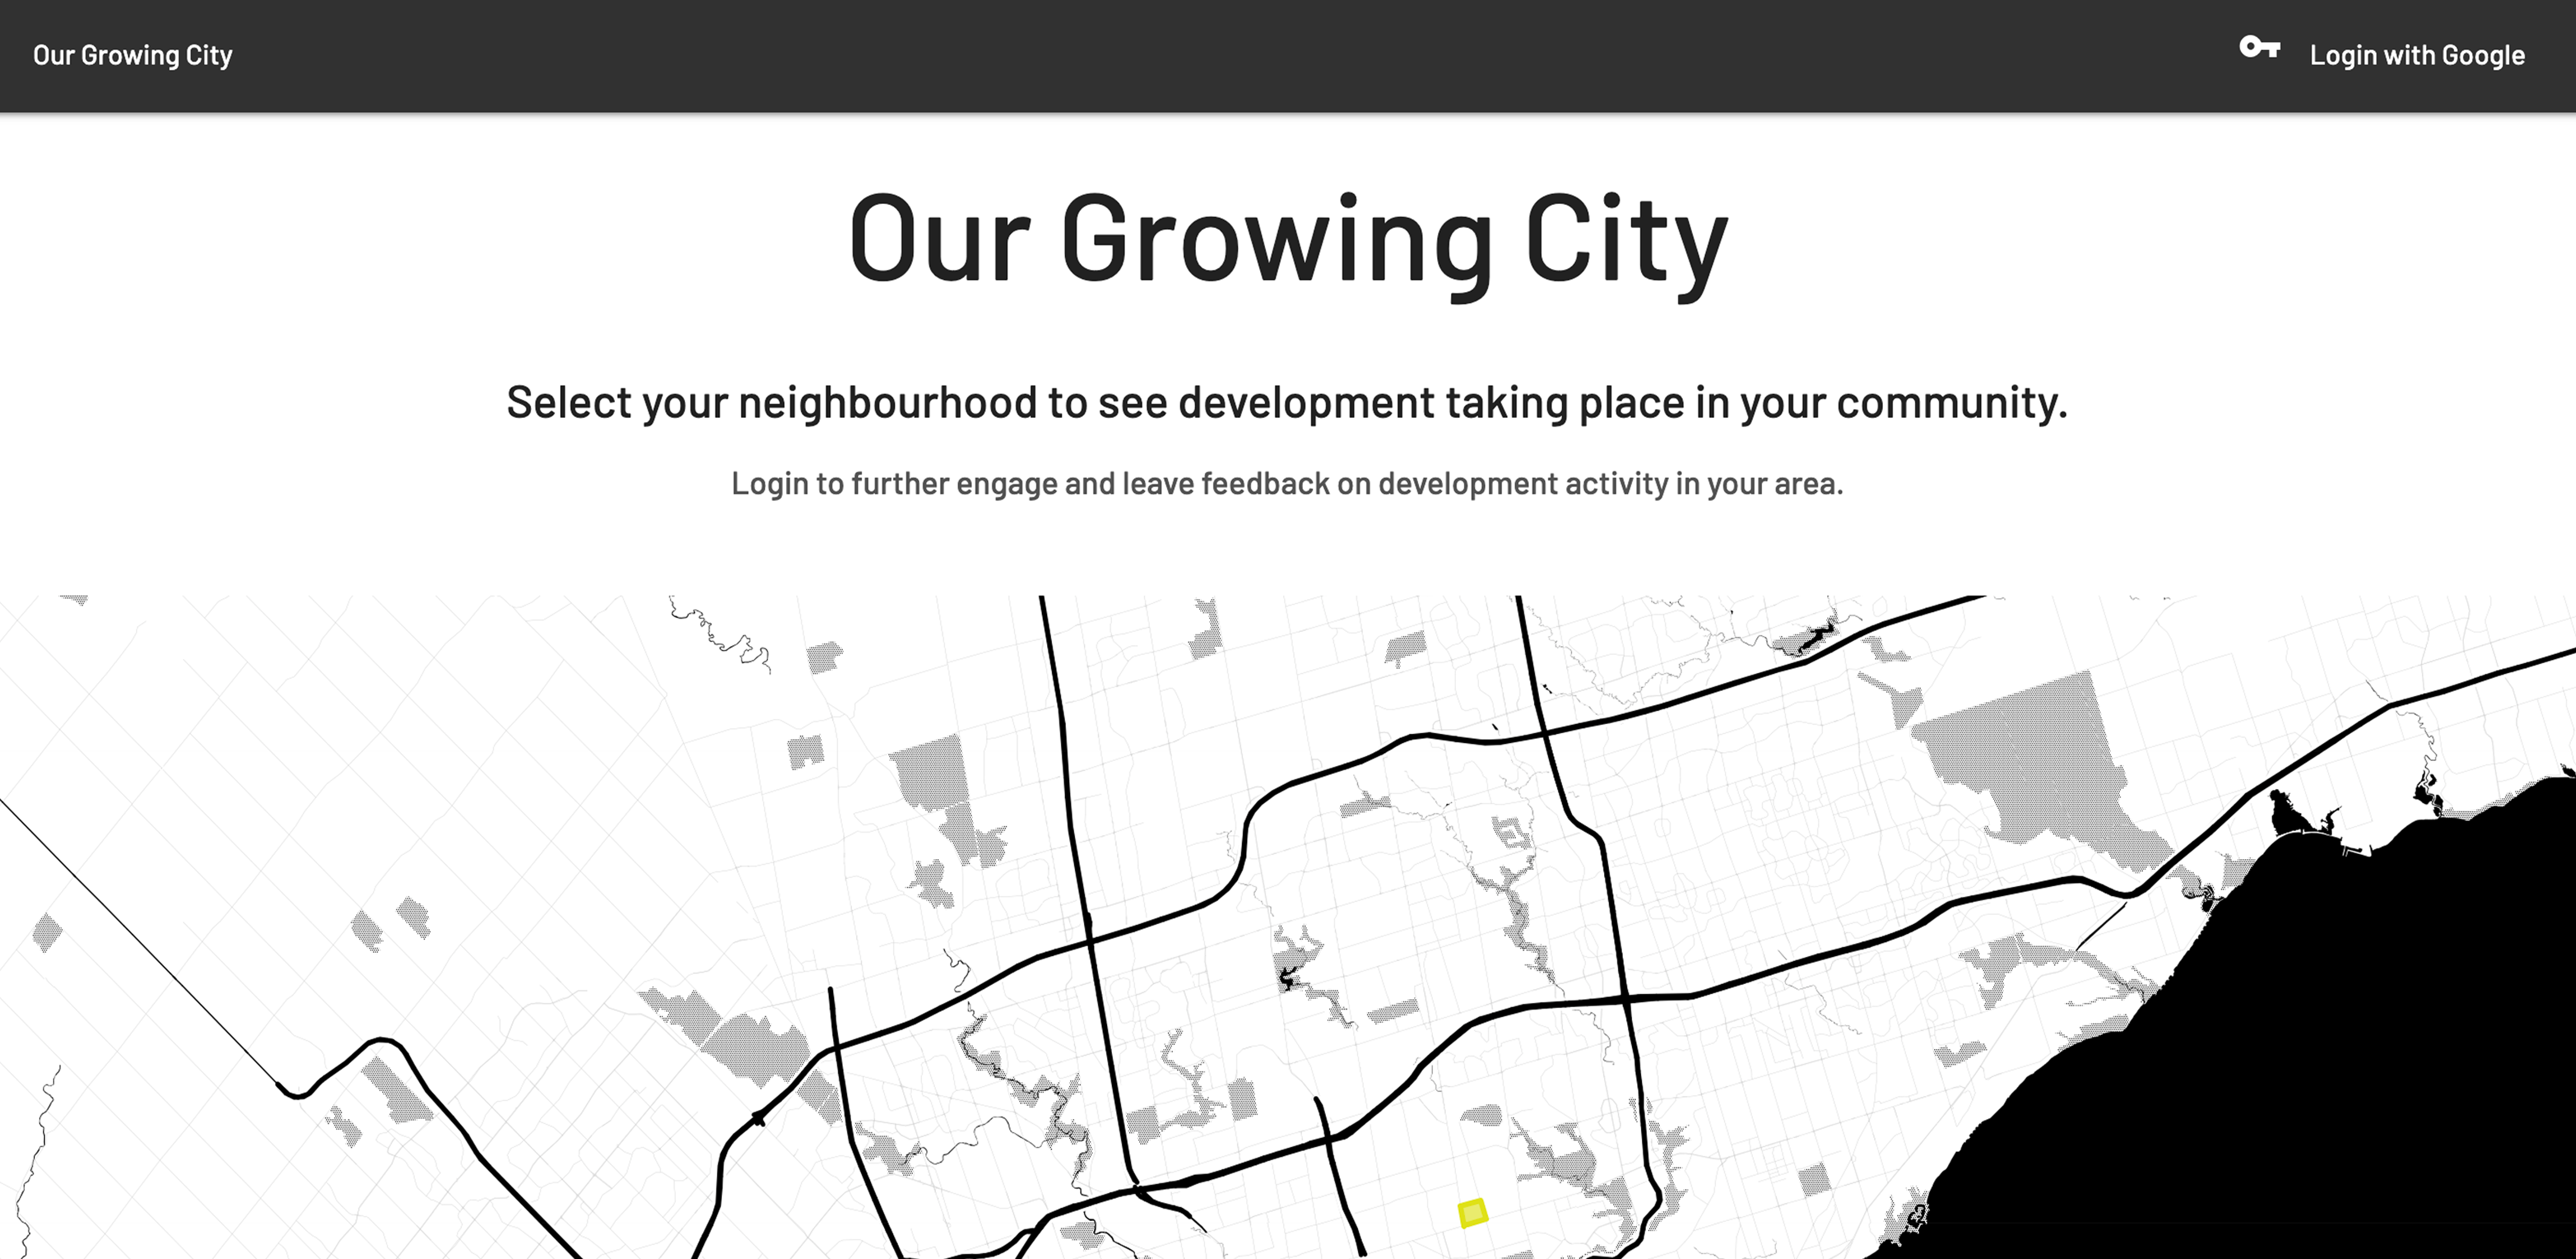 Our Growing City
Login with Google
Our Growing City
Select your neighbourhood to see development taking place in your community.
Login to further engage and leave feedback on development activity in your area.